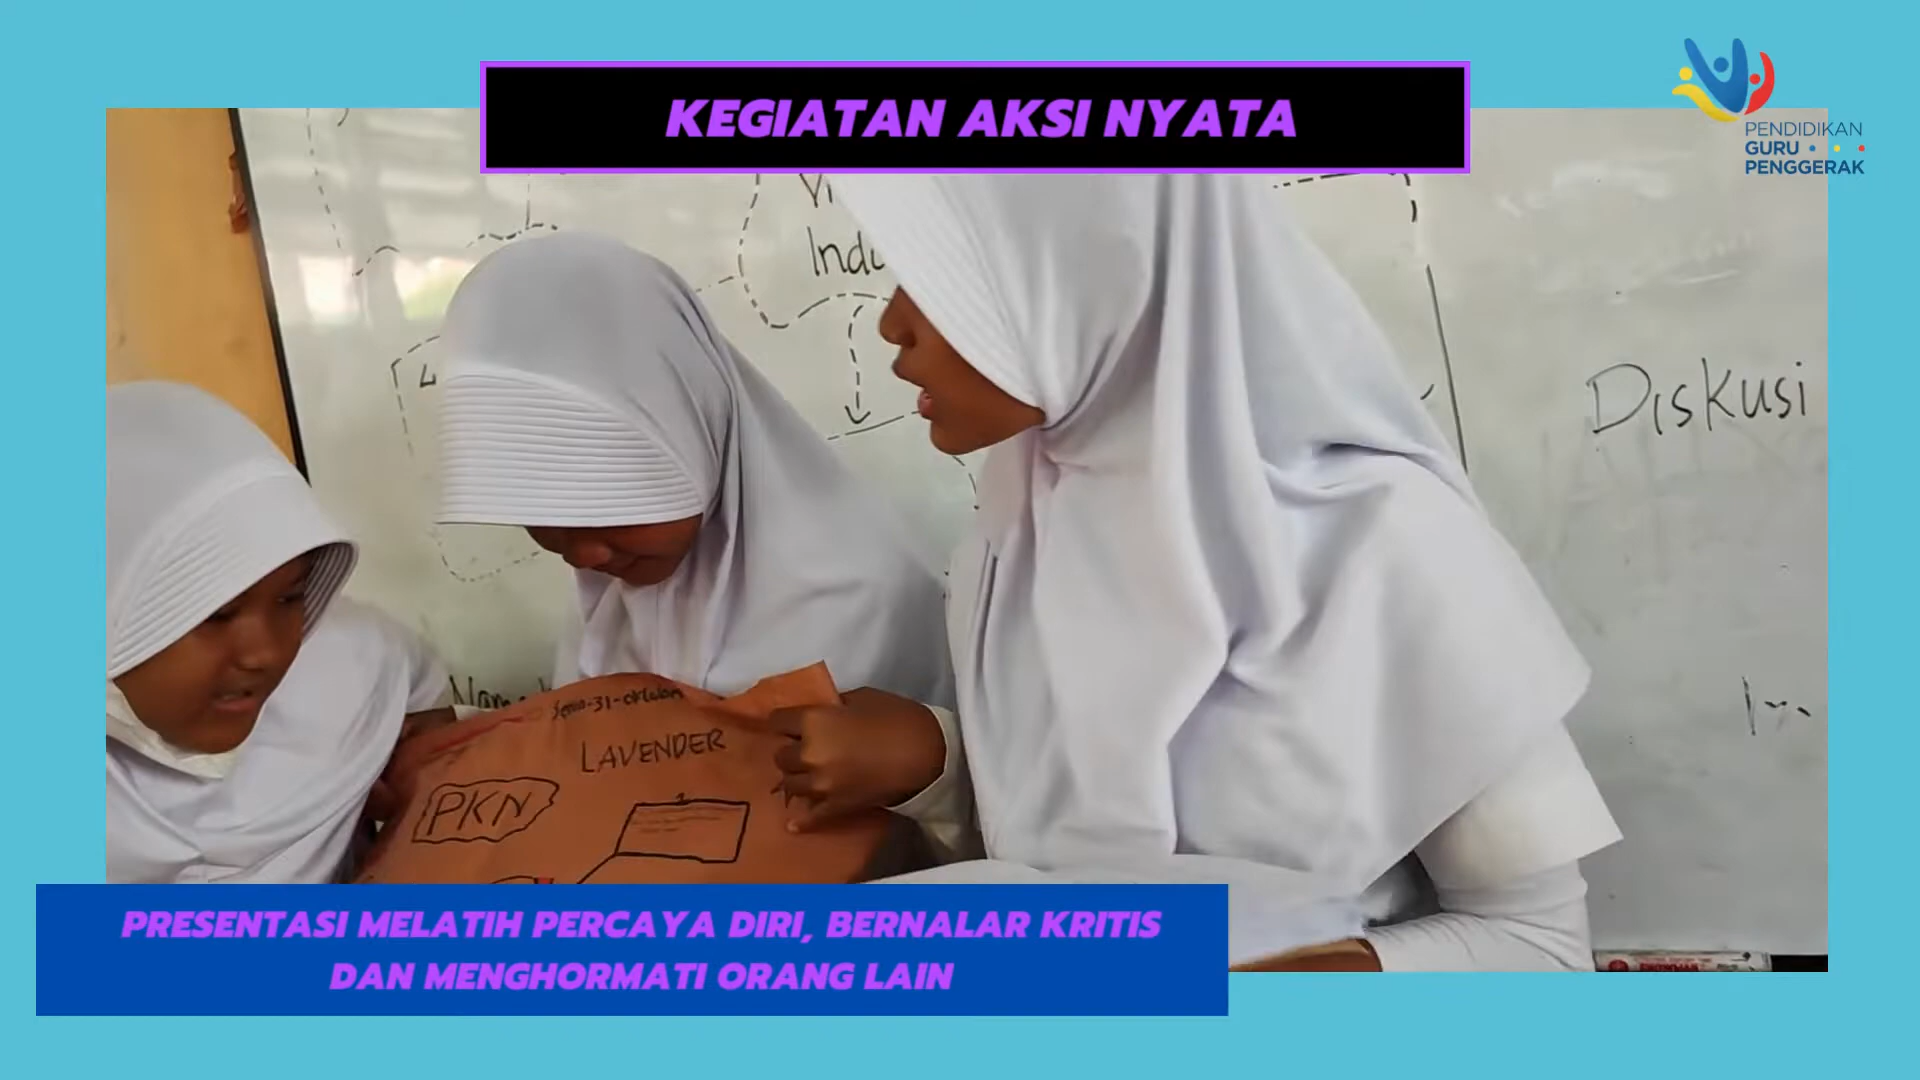 KEGIATAN AKSI NYATA
PENDIDIKAN
GURU
PENGGERAK
Diskusi
LAVENDER
PKN
PRESENTASI MELATIH PERCAYA DIRI, BERNALAR KRITIS
DAN MENGHORMATI ORANG LAIN